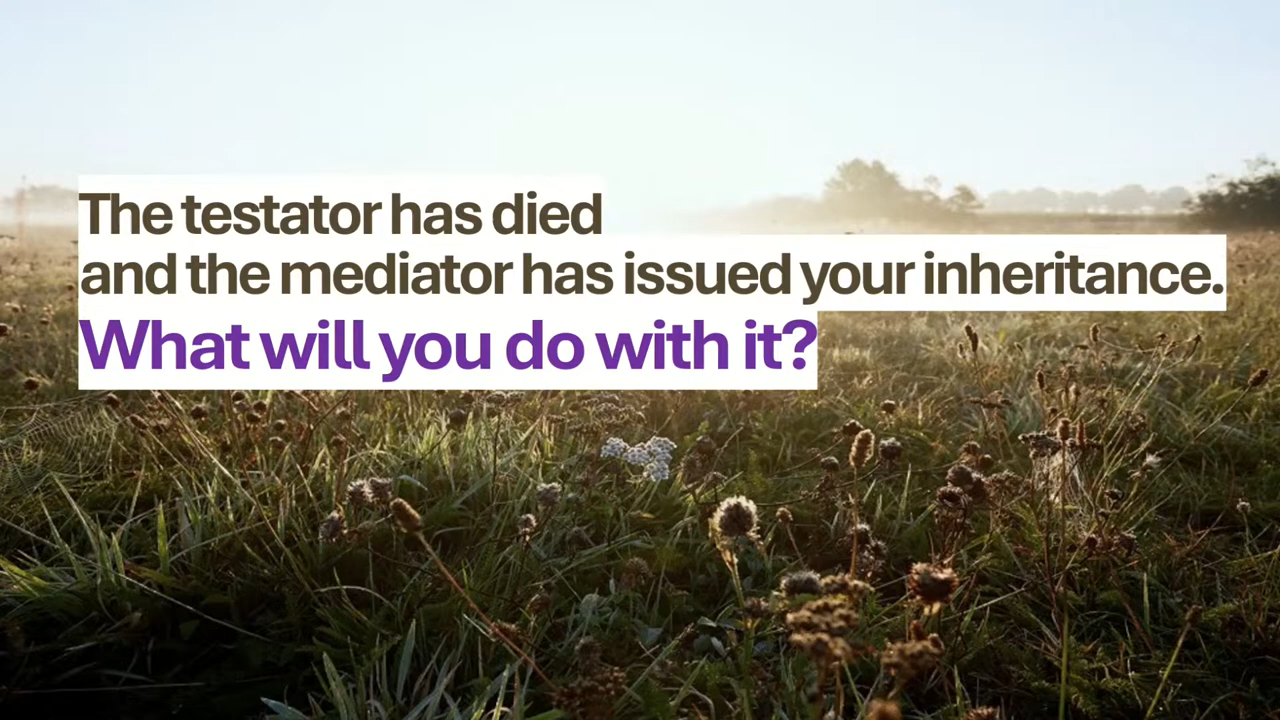 The testator has died
and the mediator has issued your inheritance.
What will you do with it?